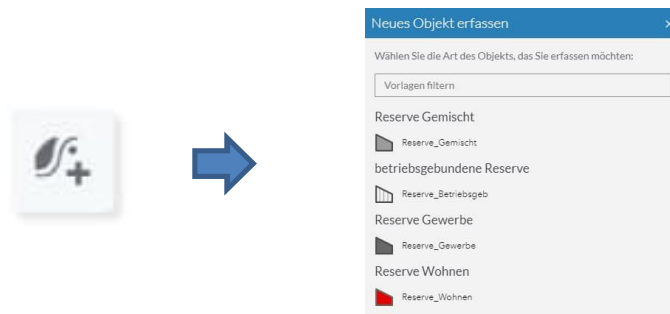 Neues Objekt erfassen
Wählen Sie die Art des Objekts, das Sie erfassen möchten:
Vorlagen filtern
Reserve Gemischt
Reserve_Gemischt
betriebsgebundene Reserve
Reserve_Betriebsgeb
Reserve Gewerbe
Reserve_Gewerbe
Reserve Wohnen
Reserve_Wohnen